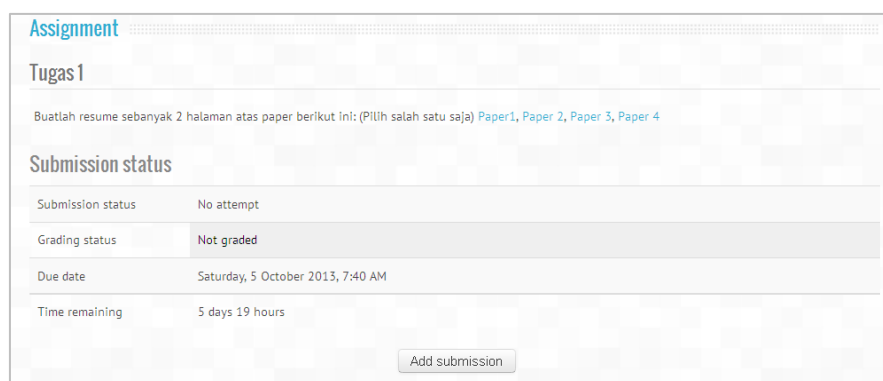 Assignment
Tugas 1
Buatlah resume sebanyak 2 halaman atas paper berikut ini: (Pilih salah satu saja) Paper1, Paper 2, Paper 3, Paper 4
Submission status
Submission status No attempt
Grading status Not graded
Due date Saturday, 5 October 2013, 7:40 AM
Time remaining 5 days 19 hours
Add submission